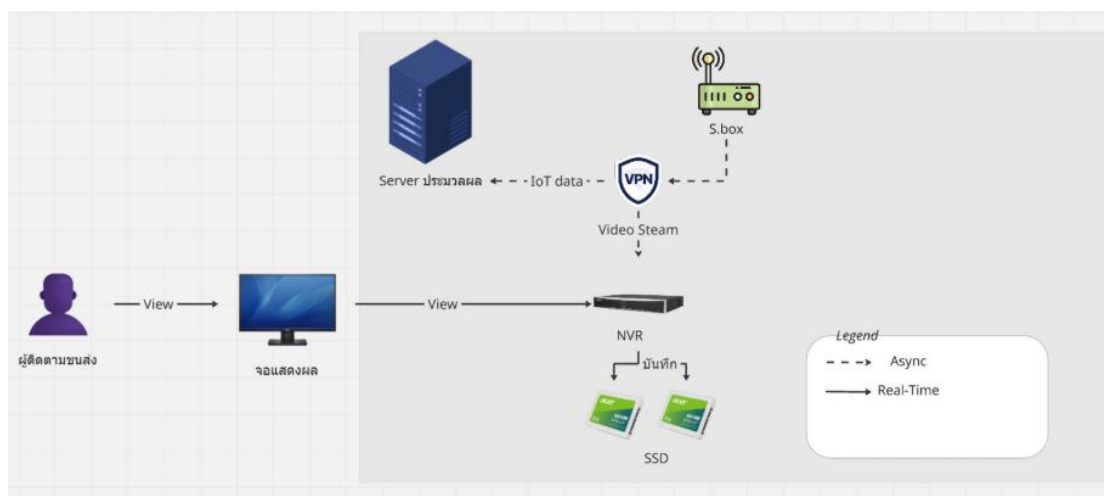 S.box
Server ประมวลผล
IoT data
VPN
Video Steam
View
View
ผู้ติดตามขนส่ง
จอแสดงผล
NVR
บันทึก
acer
acer
SSD
Legend
Async
Real-Time